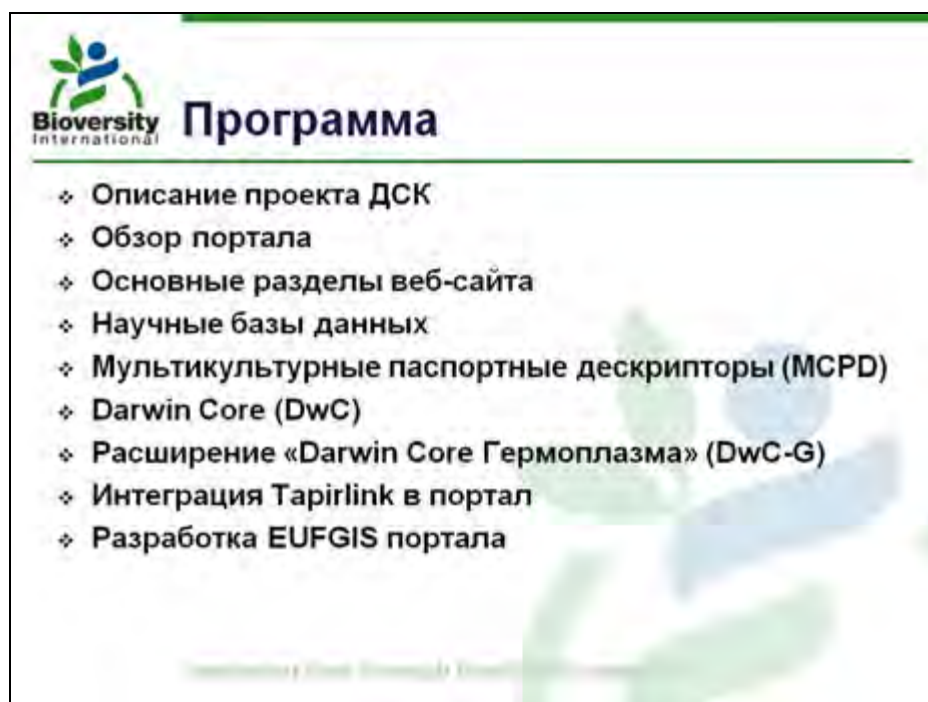 Bioversity
International
Программа
Описание проекта ДСК
Обзор портала
Основные разделы веб-сайта
Научные базы данных
Мультикультурные паспортные дескрипторы (MCPD)
Darwin Core (DwC)
Расширение «Darwin Core Гермоплазма» (DwC-G)
Интеграция Tapirlink в портал
Разработка EUFGIS портала